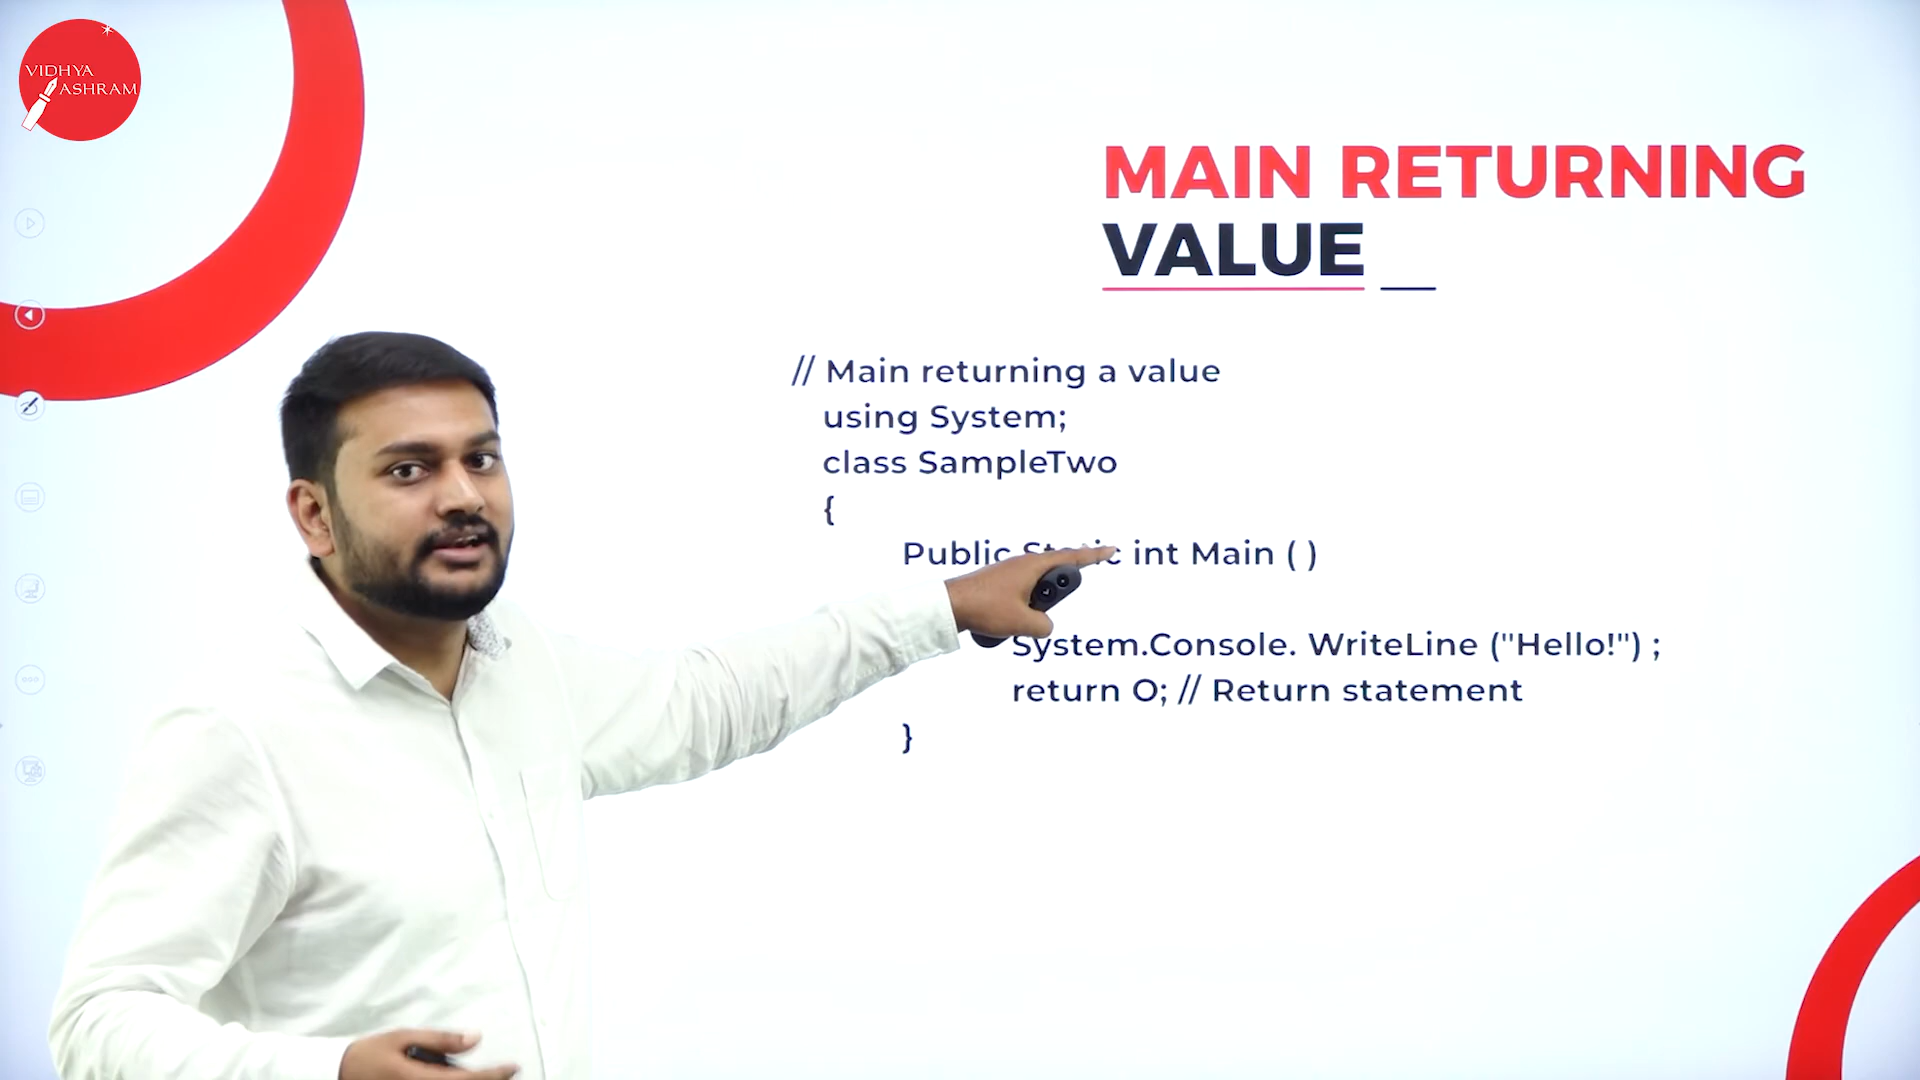 VIDHYA
ASHRAM
MAIN RETURNING
VALUE
// Main returning a value
using System;
class SampleTwo
{
Public Static int Main ( )
System.Console. WriteLine ("Hello!") ;
return O; // Return statement
}